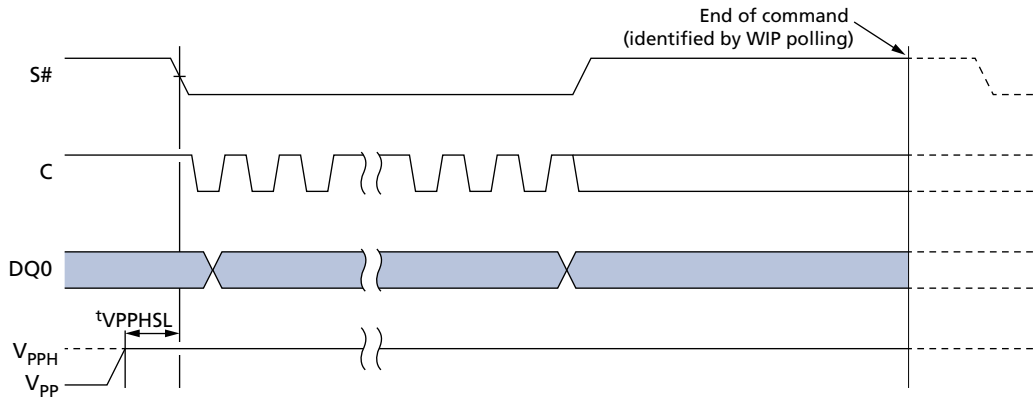 End of command
(identified by WIP polling)
S#
C
DQ0
tVPPHSL
VPPH
VPP